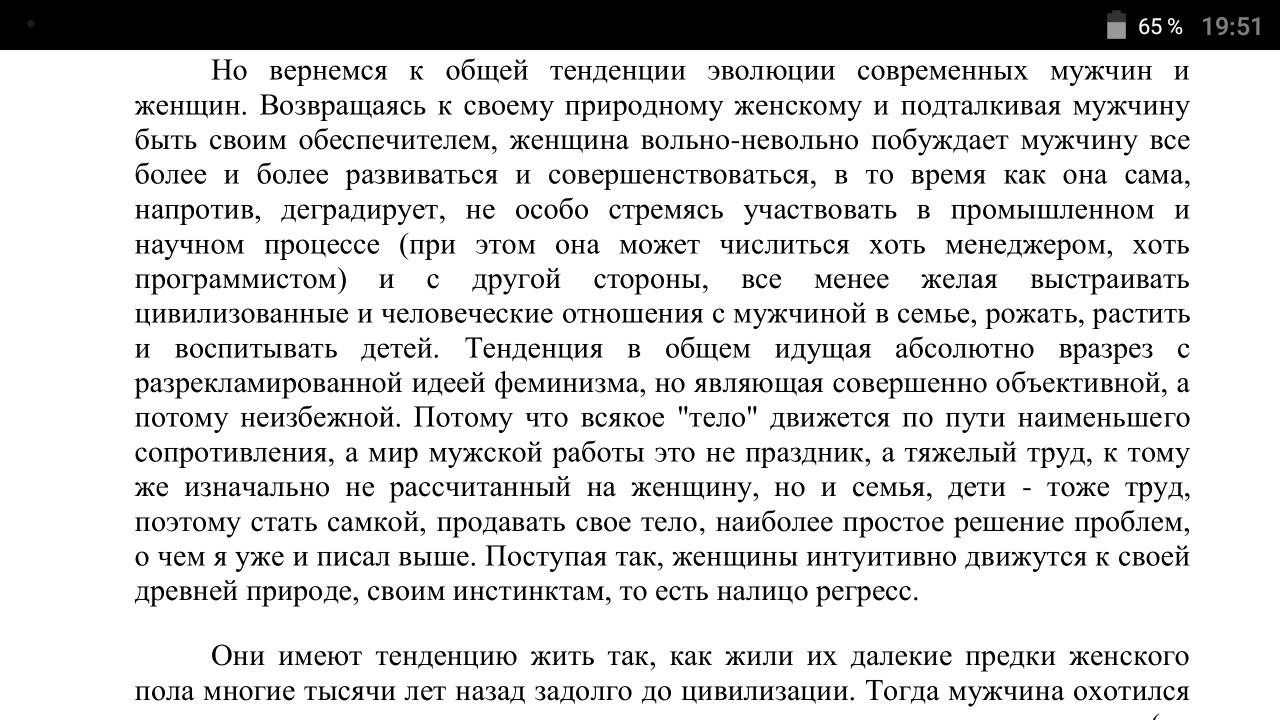 65 % 19:51
Но вернемся к общей тенденции эволюции современных мужчин и
женщин. Возвращаясь к своему природному женскому и подталкивая мужчину
быть своим обеспечителем, женщина вольно-невольно побуждает мужчину все
более и более развиваться и совершенствоваться, в то время как она сама,
напротив, деградирует, не особо стремясь участвовать в промышленном и
научном процессе (при этом она может числиться хоть менеджером, хоть
программистом) и с другой стороны, все менее желая выстраивать
цивилизованные и человеческие отношения с мужчиной в семье, рожать, растить
и воспитывать детей. Тенденция в общем идущая абсолютно вразрез с
разрекламированной идеей феминизма, но являющая совершенно объективной, а
потому неизбежной. Потому что всякое "тело" движется по пути наименьшего
сопротивления, а мир мужской работы это не праздник, а тяжелый труд, к тому
же изначально не рассчитанный на женщину, но и семья, дети - тоже труд,
поэтому стать самкой, продавать свое тело, наиболее простое решение проблем,
о чем я уже и писал выше. Поступая так, женщины интуитивно движутся к своей
древней природе, своим инстинктам, то есть налицо регресс.
Они имеют тенденцию жить так, как жили их далекие предки женского
пола многие тысячи лет назад задолго до цивилизации. Тогда мужчина охотился